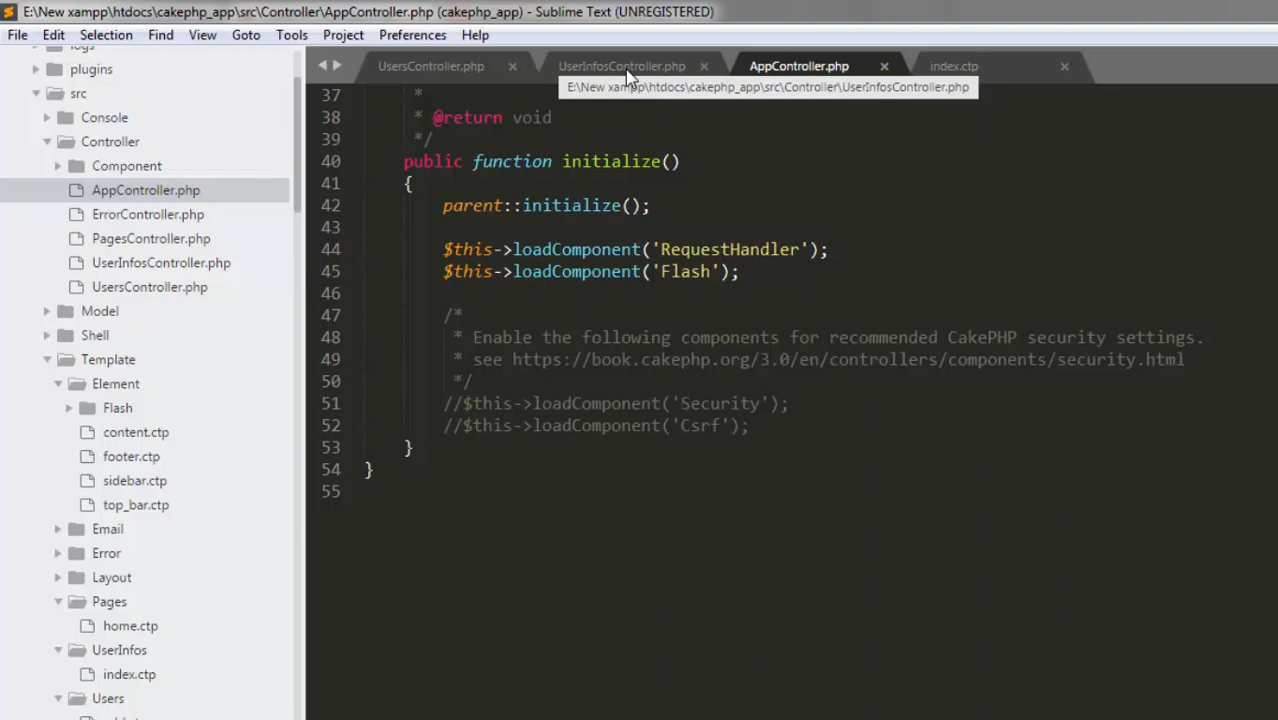 E:\New xampp\htdocs\cakephp_app\src\Controller\AppController.php (cakephp_app) - Sublime Text (UNREGISTERED)
File Edit Selection Find View Goto Tools Project Preferences Help
logs
plugins
src
Console
Controller
Component
AppController.php
ErrorController.php
PagesController.php
UserInfosController.php
UsersController.php
Model
Shell
Template
Element
Flash
content.ctp
footer.ctp
sidebar.ctp
top_bar.ctp
Email
Error
Layout
Pages
home.ctp
UserInfos
index.ctp
Users
UsersController.php × UserInfosController.php × AppController.php × index.ctp ×
E:\New xampp\htdocs\cakephp_app\src\Controller\UserInfosController.php
37 *
38 * @return void
39 */
40 public function initialize()
41 {
42 parent::initialize();
43
44 $this->loadComponent('RequestHandler');
45 $this->loadComponent('Flash');
46
47 /*
48 * Enable the following components for recommended CakePHP security settings.
49 * see https://book.cakephp.org/3.0/en/controllers/components/security.html
50 */
51 //$this->loadComponent('Security');
52 //$this->loadComponent('Csrf');
53 }
54 }
55